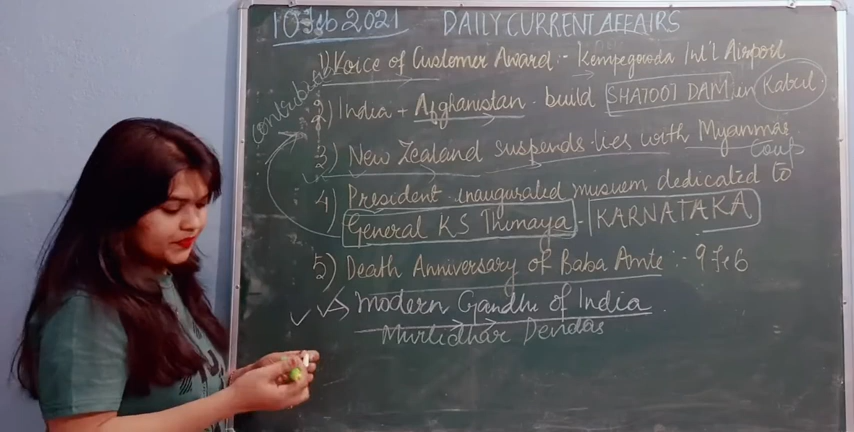 10 Feb 2021 DAILY CURRENT AFFAIRS
1) Voice of Customer Award :- Kempegowda Int'l Airport
contribution
2) India + Afghanistan build SHATOOT DAM in Kabul
3) New Zealand suspends ties with Myanmar
Coup
4) President inaugurated museum dedicated to
General KS Thimaya - KARNATAKA
5) Death Anniversary of Baba Amte :- 9 Feb
Modern Gandhi of India
Murlidhar Devdas